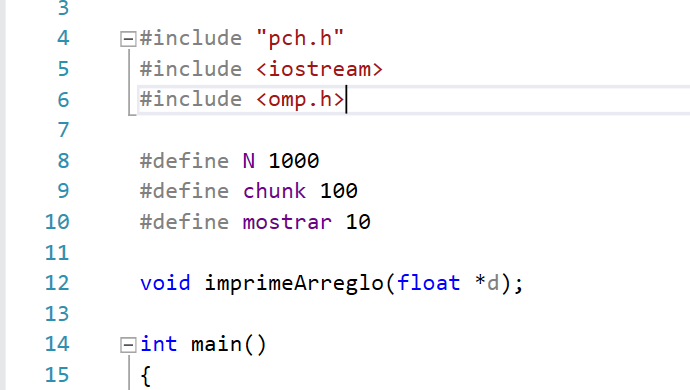 3
4 #include "pch.h"
5 #include <iostream>
6 #include <omp.h>
7
8 #define N 1000
9 #define chunk 100
10 #define mostrar 10
11
12 void imprimeArreglo(float *d);
13
14 int main()
15 {